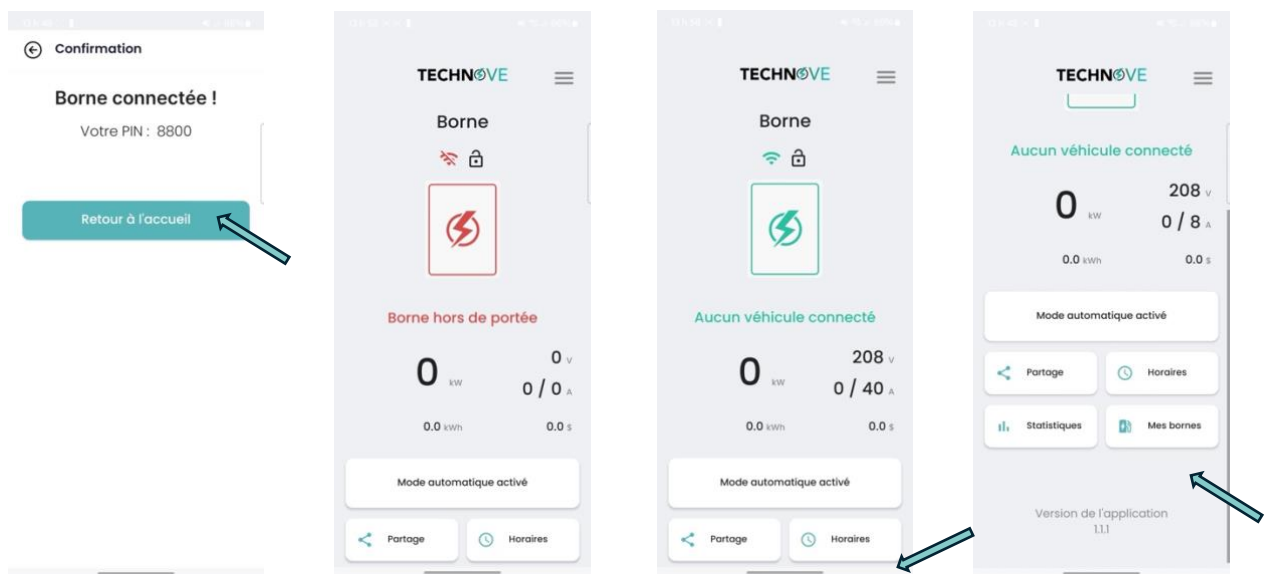 Confirmation
Borne connectée !
Votre PIN : 8800
Retour à l'accueil
TECHNOVE
Borne
Borne hors de portée
0 kW
0 V
0 / 0 A
0.0 kWh
0.0 $
Mode automatique activé
Partage
Horaires
TECHNOVE
Borne
Aucun véhicule connecté
0 kW
208 V
0 / 40 A
0.0 kWh
0.0 $
Mode automatique activé
Partage
Horaires
TECHNOVE
Aucun véhicule connecté
0 kW
208 V
0 / 8 A
0.0 kWh
0.0 $
Mode automatique activé
Partage
Horaires
Statistiques
Mes bornes
Version de l'application
1.1.1